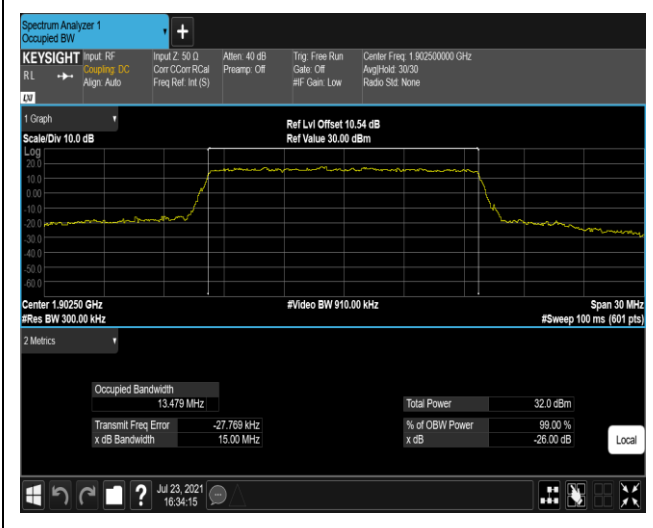 Spectrum Analyzer 1
Occupied BW
KEYSIGHT Input: RF Input Z: 50 Ω Atten: 40 dB Trig: Free Run Center Freq: 1.902500000 GHz
RL Coupling: DC Corr CCorr RCal Preamp: Off Gate: Off Avg|Hold: 30/30
Align: Auto Freq Ref: Int (S) #IF Gain: Low Radio Std: None
LXI
1 Graph
Ref Lvl Offset 10.54 dB
Scale/Div 10.0 dB Ref Value 30.00 dBm
Log
20.0
10.0
0.00
-10.0
-20.0
-30.0
-40.0
-50.0
-60.0
Center 1.90250 GHz #Video BW 910.00 kHz Span 30 MHz
#Res BW 300.00 kHz #Sweep 100 ms (601 pts)
2 Metrics
Occupied Bandwidth
13.479 MHz Total Power 32.0 dBm
Transmit Freq Error -27.769 kHz % of OBW Power 99.00 %
x dB Bandwidth 15.00 MHz x dB -26.00 dB
Local
? Jul 23, 2021
16:34:15